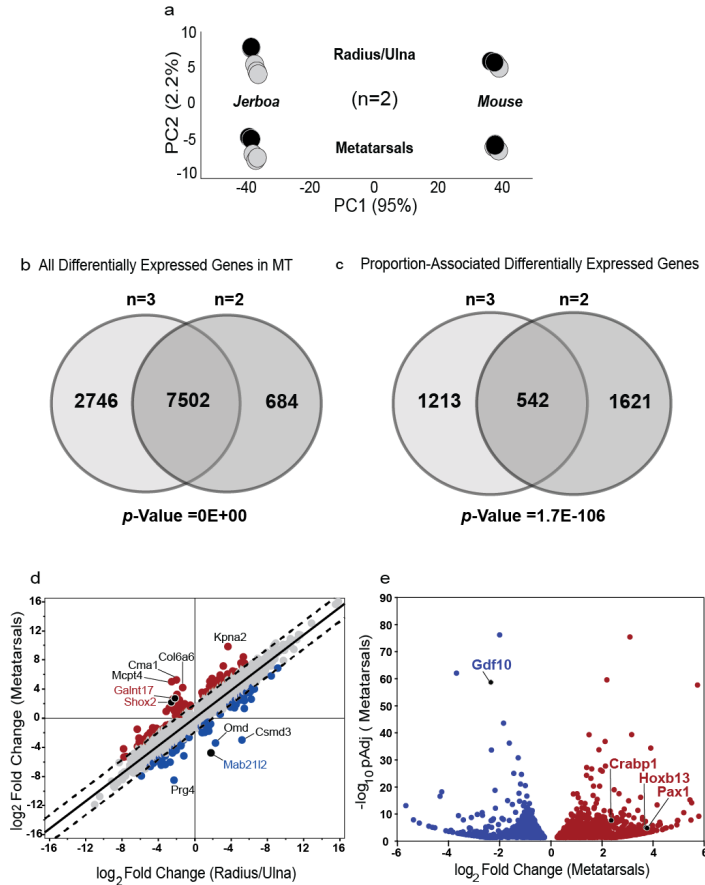 a
10
5
0
-5
-10
PC2 (2.2%)
Radius/Ulna
Jerboa
(n=2)
Mouse
Metatarsals
-40
-20
0
20
40
PC1 (95%)
b All Differentially Expressed Genes in MT
n=3
n=2
2746
7502
684
p-Value =0E+00
c Proportion-Associated Differentially Expressed Genes
n=3
n=2
1213
542
1621
p-Value =1.7E-106
d
16
12
8
4
0
-4
-8
-12
-16
log2 Fold Change (Metatarsals)
Kpna2
Col6a6
Cma1
Mcpt4
Galnt17
Shox2
Omd
Csmd3
Mab21l2
Prg4
-16
-12
-8
-4
0
-4
-8
12
16
log2 Fold Change (Radius/Ulna)
e
90
80
70
60
50
40
30
20
10
0
-log10 pAdj ( Metatarsals)
Gdf10
Crabp1
Hoxb13
Pax1
-6
-4
-2
0
2
4
6
log2 Fold Change (Metatarsals)